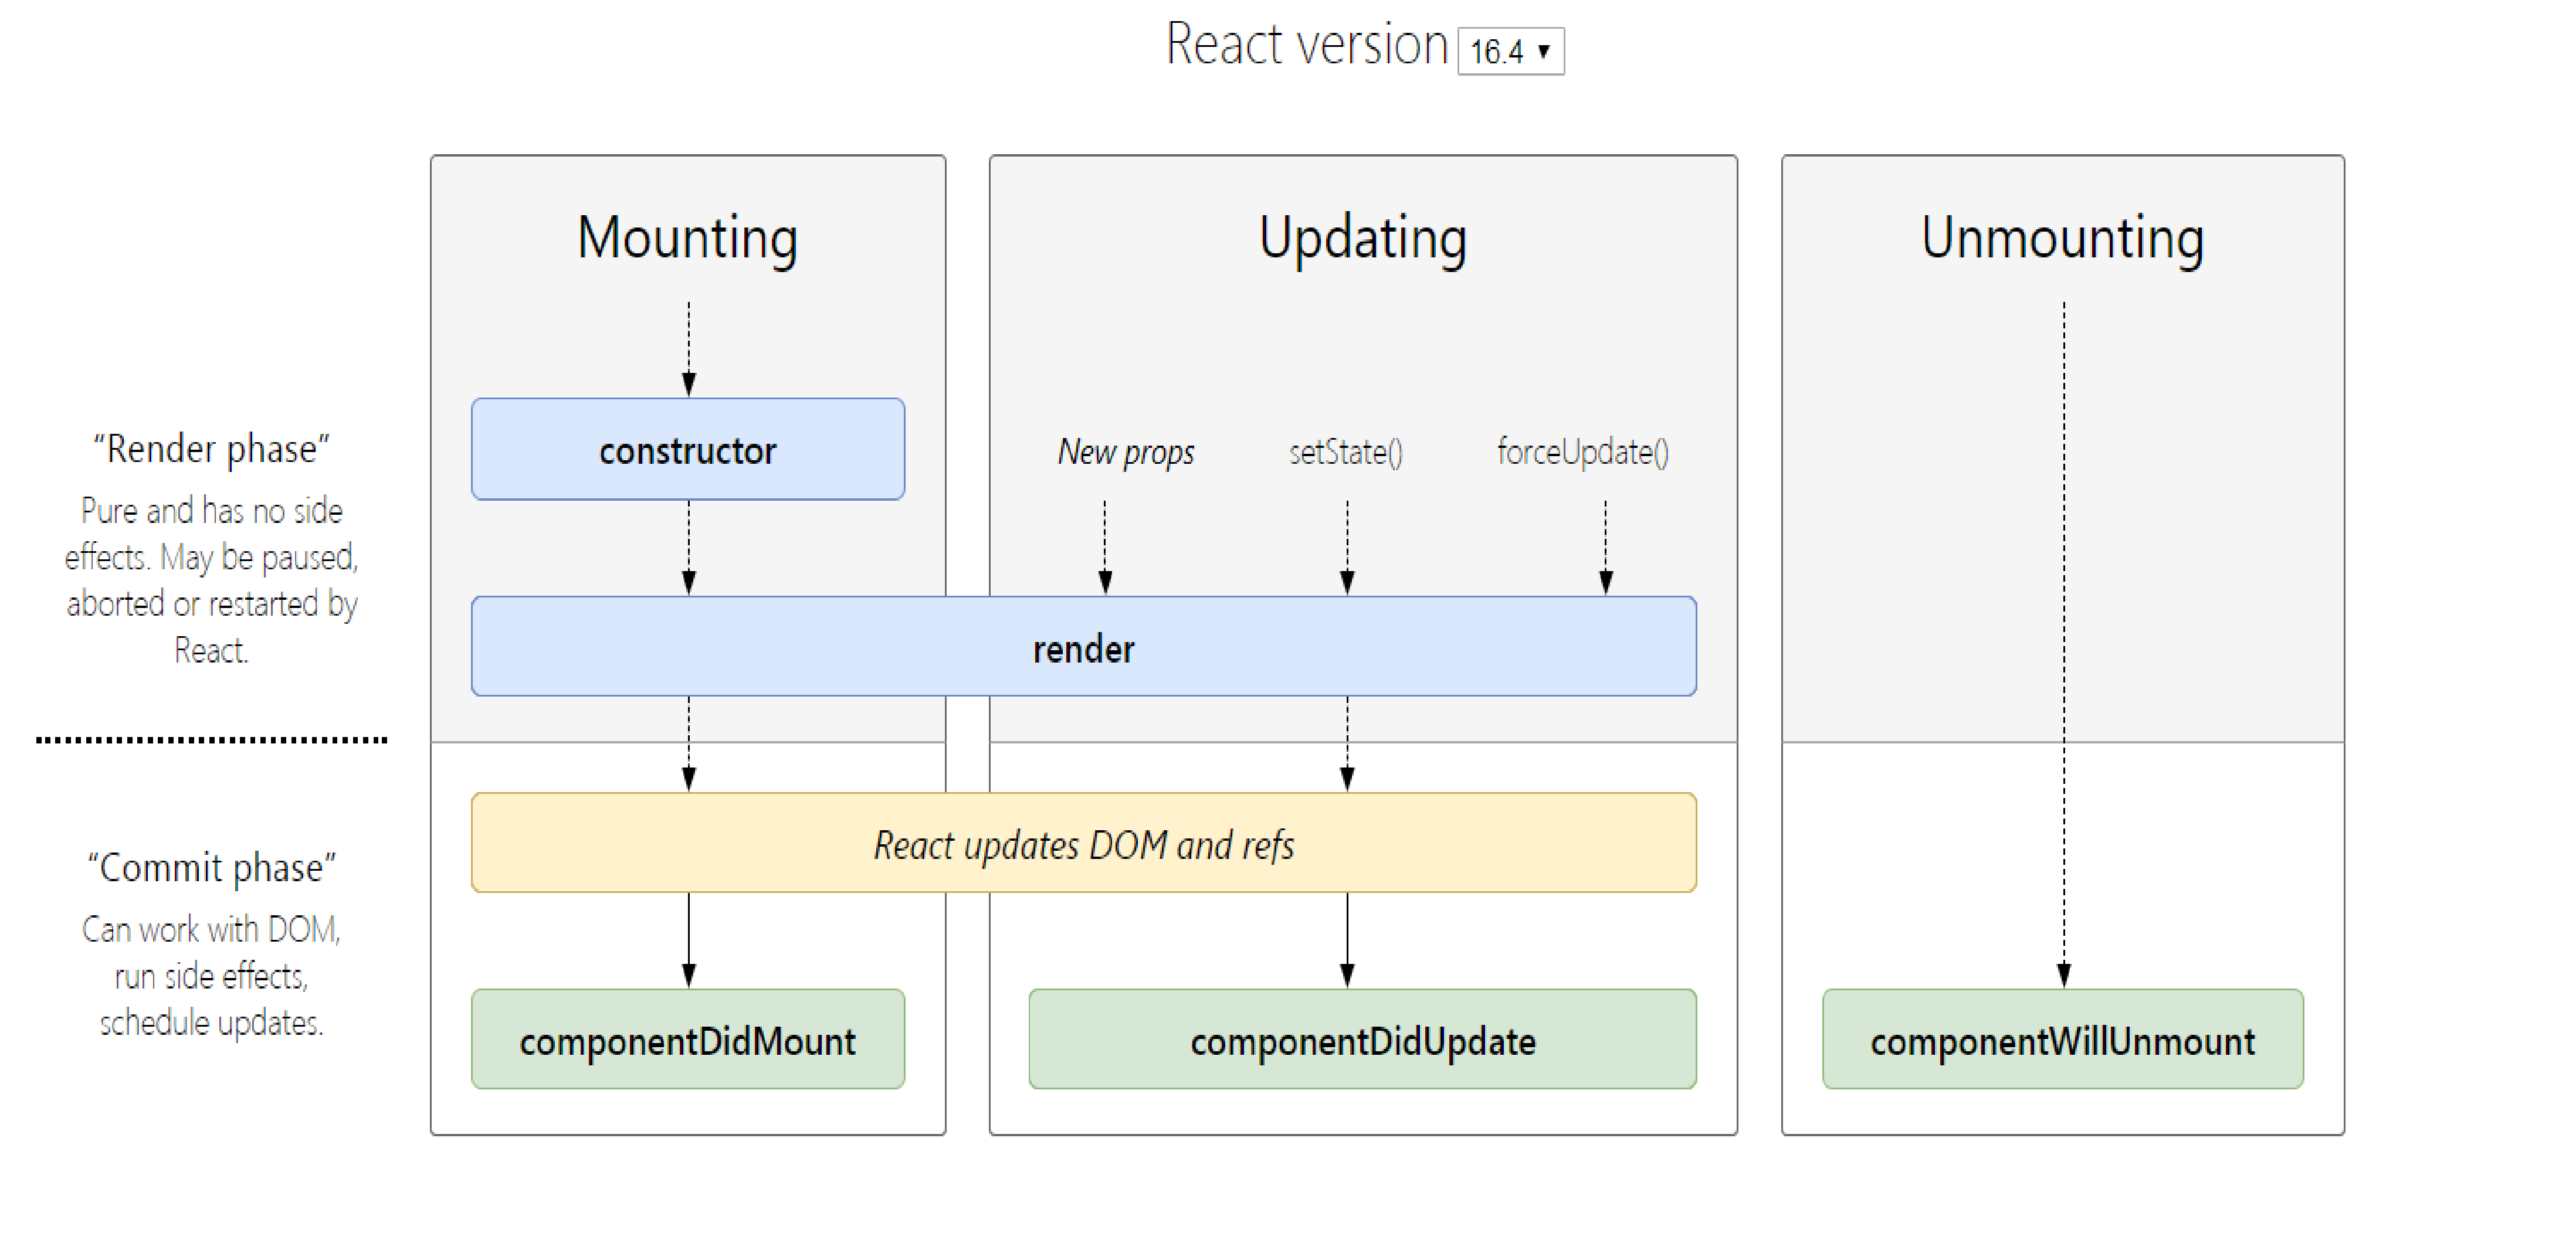 React version 16.4
Mounting
Updating
Unmounting
“Render phase”
Pure and has no side
effects. May be paused,
aborted or restarted by
React.
constructor
New props
setState()
forceUpdate()
render
“Commit phase”
Can work with DOM,
run side effects,
schedule updates.
React updates DOM and refs
componentDidMount
componentDidUpdate
componentWillUnmount